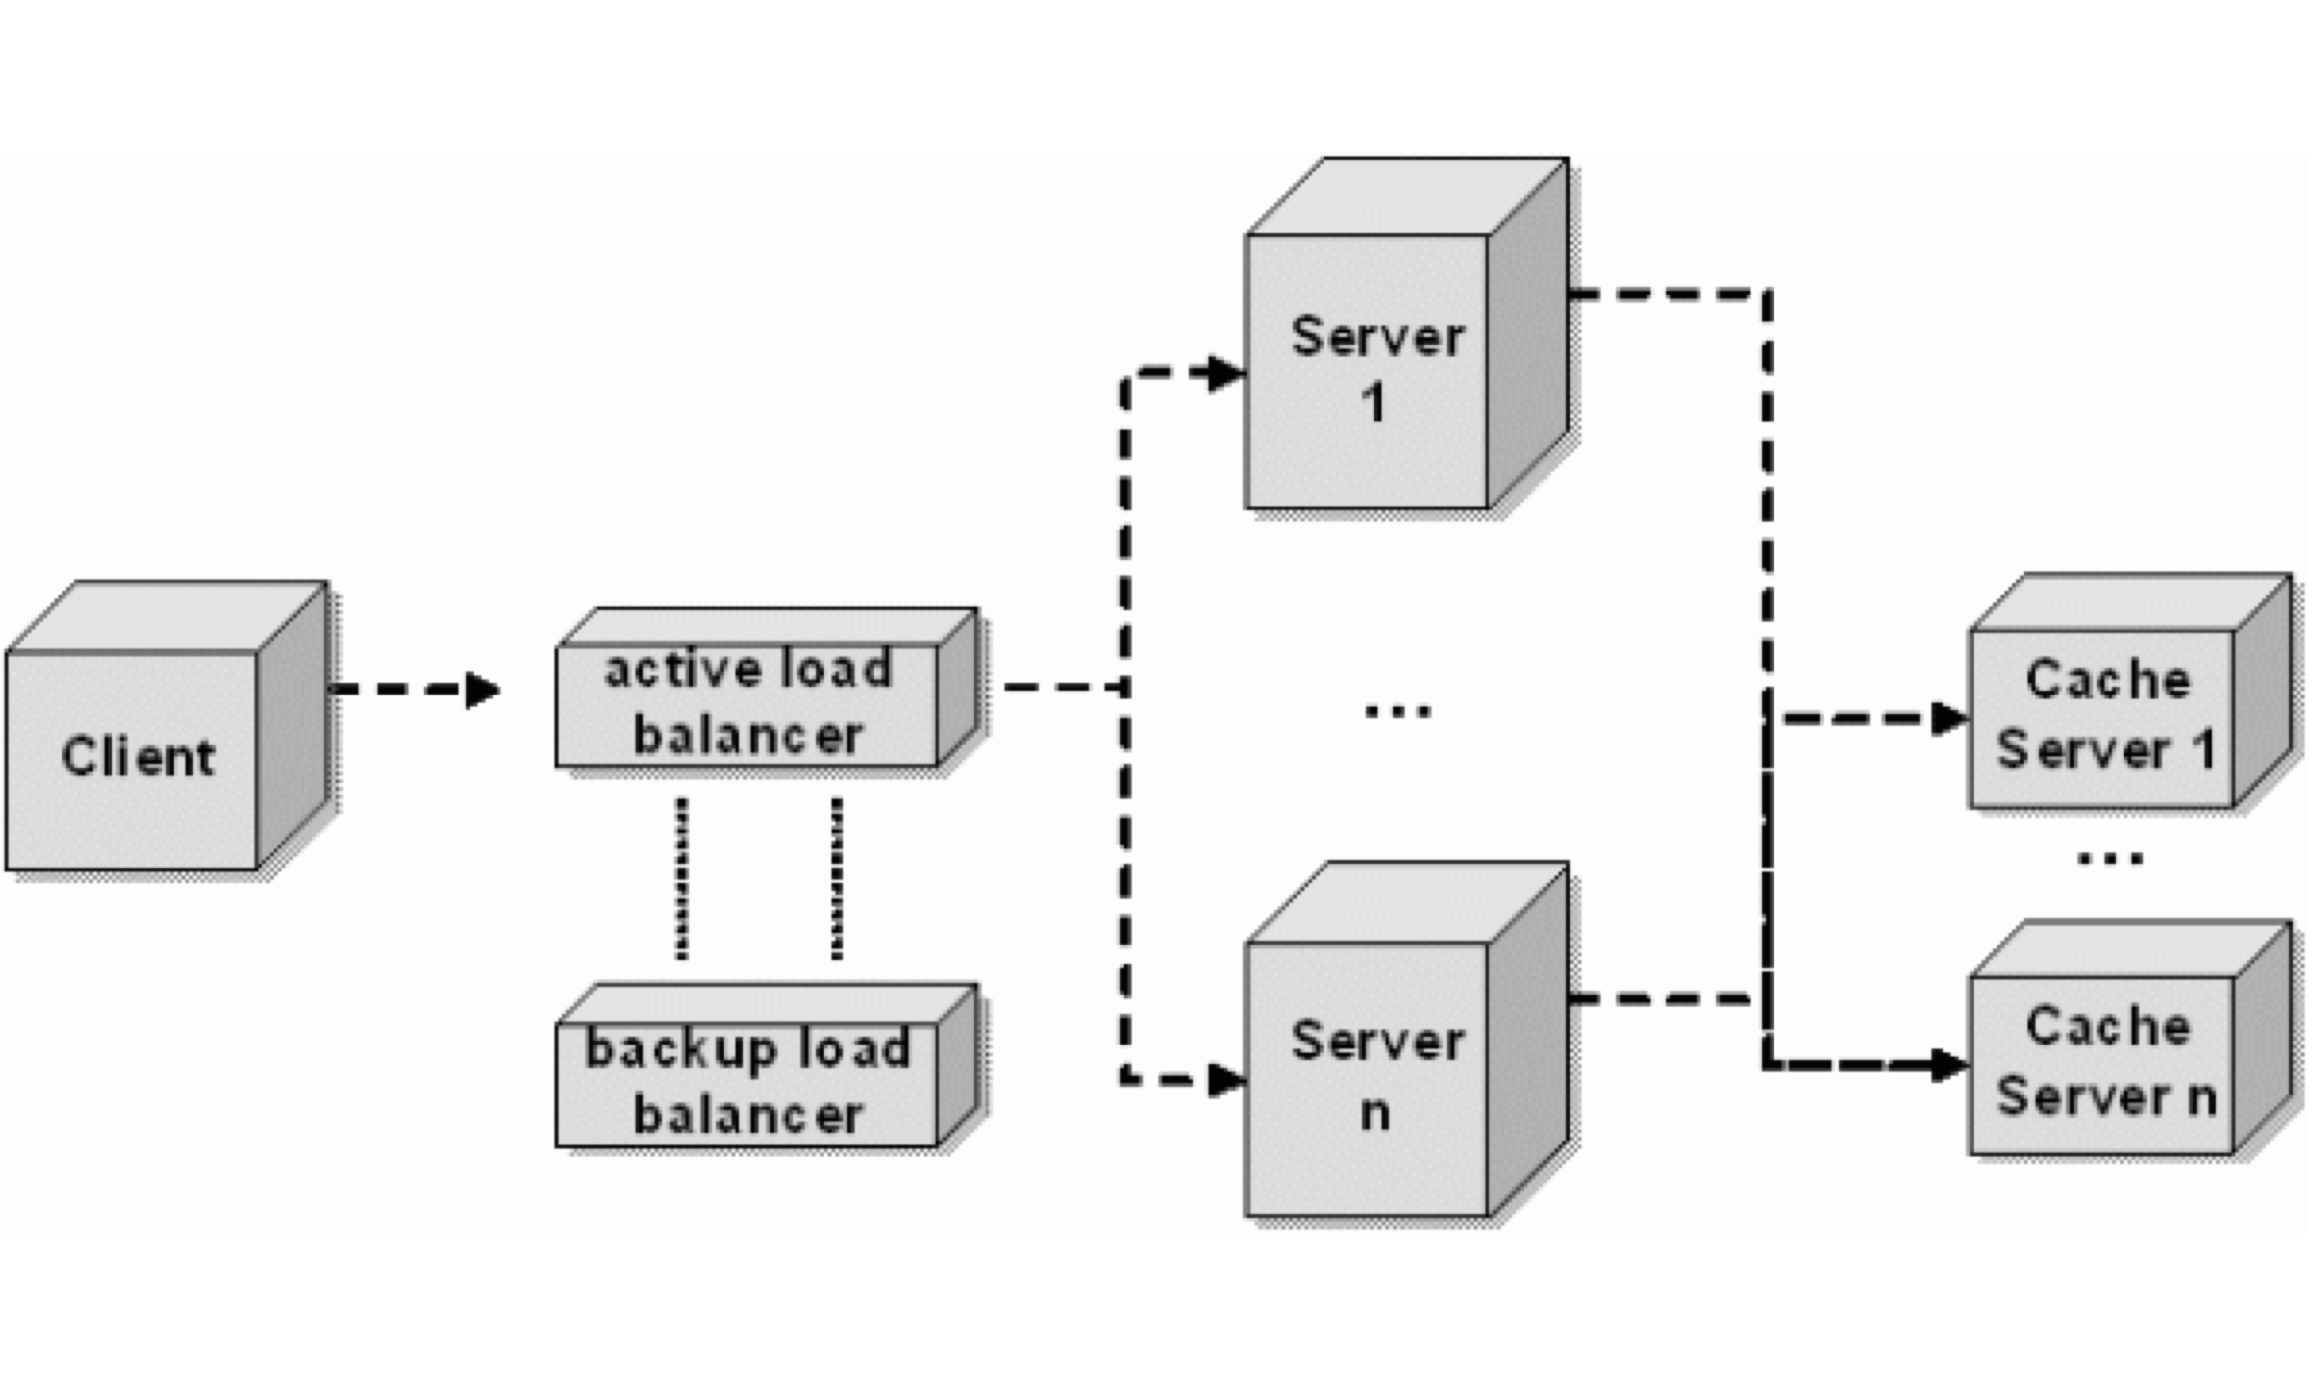 Client
active load
balancer
backup load
balancer
Server
1
...
Server
n
Cache
Server 1
...
Cache
Server n